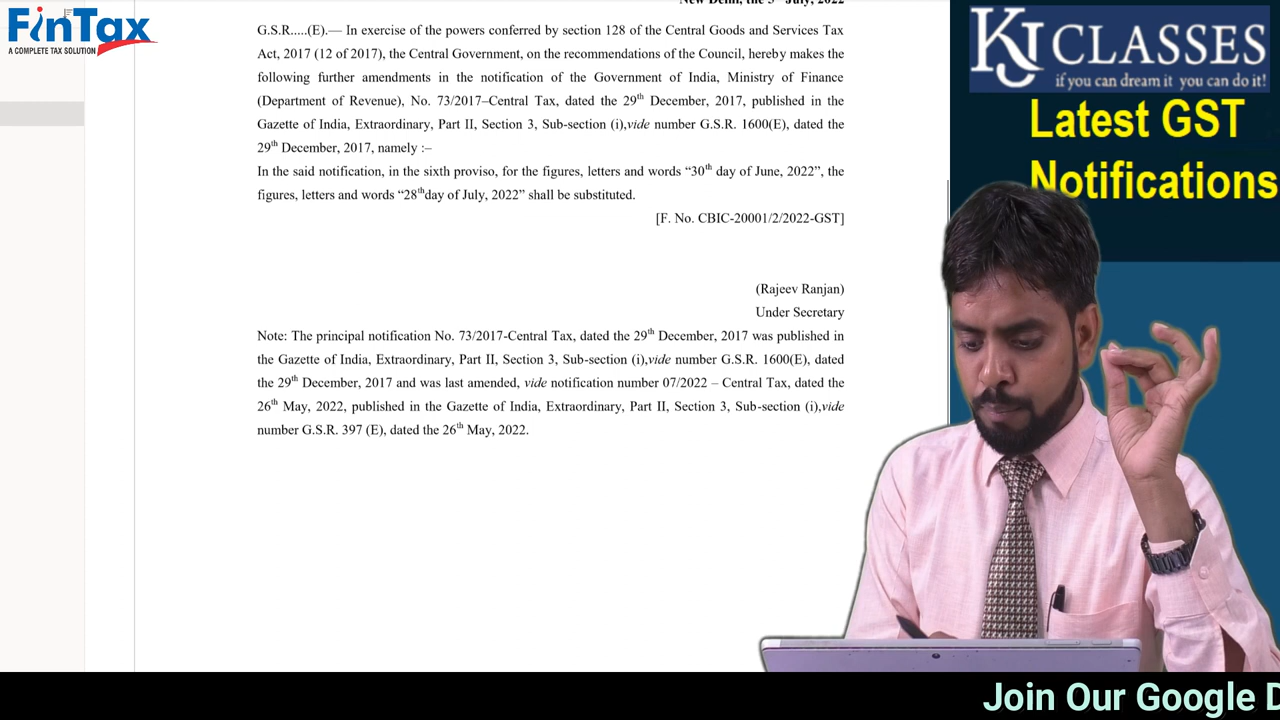 FinTax
A COMPLETE TAX SOLUTION
New Delhi, the 5th July, 2022
G.S.R.....(E).— In exercise of the powers conferred by section 128 of the Central Goods and Services Tax
Act, 2017 (12 of 2017), the Central Government, on the recommendations of the Council, hereby makes the
following further amendments in the notification of the Government of India, Ministry of Finance
(Department of Revenue), No. 73/2017–Central Tax, dated the 29th December, 2017, published in the
Gazette of India, Extraordinary, Part II, Section 3, Sub-section (i),vide number G.S.R. 1600(E), dated the
29th December, 2017, namely :–
In the said notification, in the sixth proviso, for the figures, letters and words “30th day of June, 2022”, the
figures, letters and words “28thday of July, 2022” shall be substituted.
[F. No. CBIC-20001/2/2022-GST]
(Rajeev Ranjan)
Under Secretary
Note: The principal notification No. 73/2017-Central Tax, dated the 29th December, 2017 was published in
the Gazette of India, Extraordinary, Part II, Section 3, Sub-section (i),vide number G.S.R. 1600(E), dated
the 29th December, 2017 and was last amended, vide notification number 07/2022 – Central Tax, dated the
26th May, 2022, published in the Gazette of India, Extraordinary, Part II, Section 3, Sub-section (i),vide
number G.S.R. 397 (E), dated the 26th May, 2022.
KJ CLASSES
if you can dream it you can do it!
Latest GST
Notifications
Join Our Google D